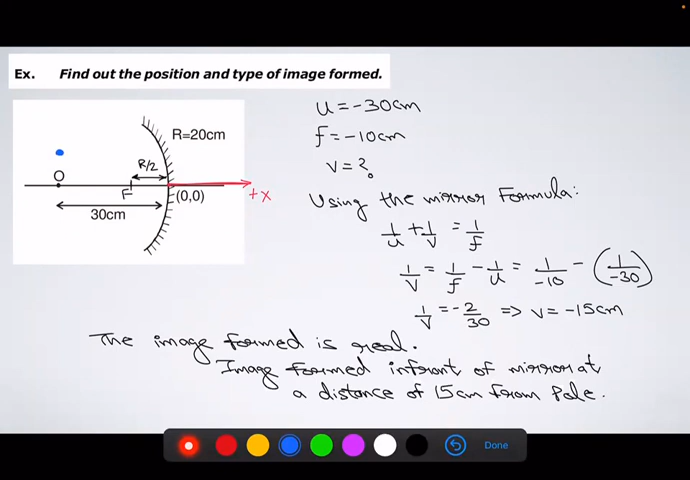 Ex. Find out the position and type of image formed.
u = -30cm
R=20cm
f = -10cm
R/2
v = ?
O
F
(0,0)
+x
30cm
Using the mirror Formula:
1/u + 1/v = 1/f
1/v = 1/f - 1/u = 1/-10 - (1/-30)
1/v = -2/30 => v = -15cm
The image formed is real.
Image formed infront of mirror at
a distance of 15cm from Pole.
Done